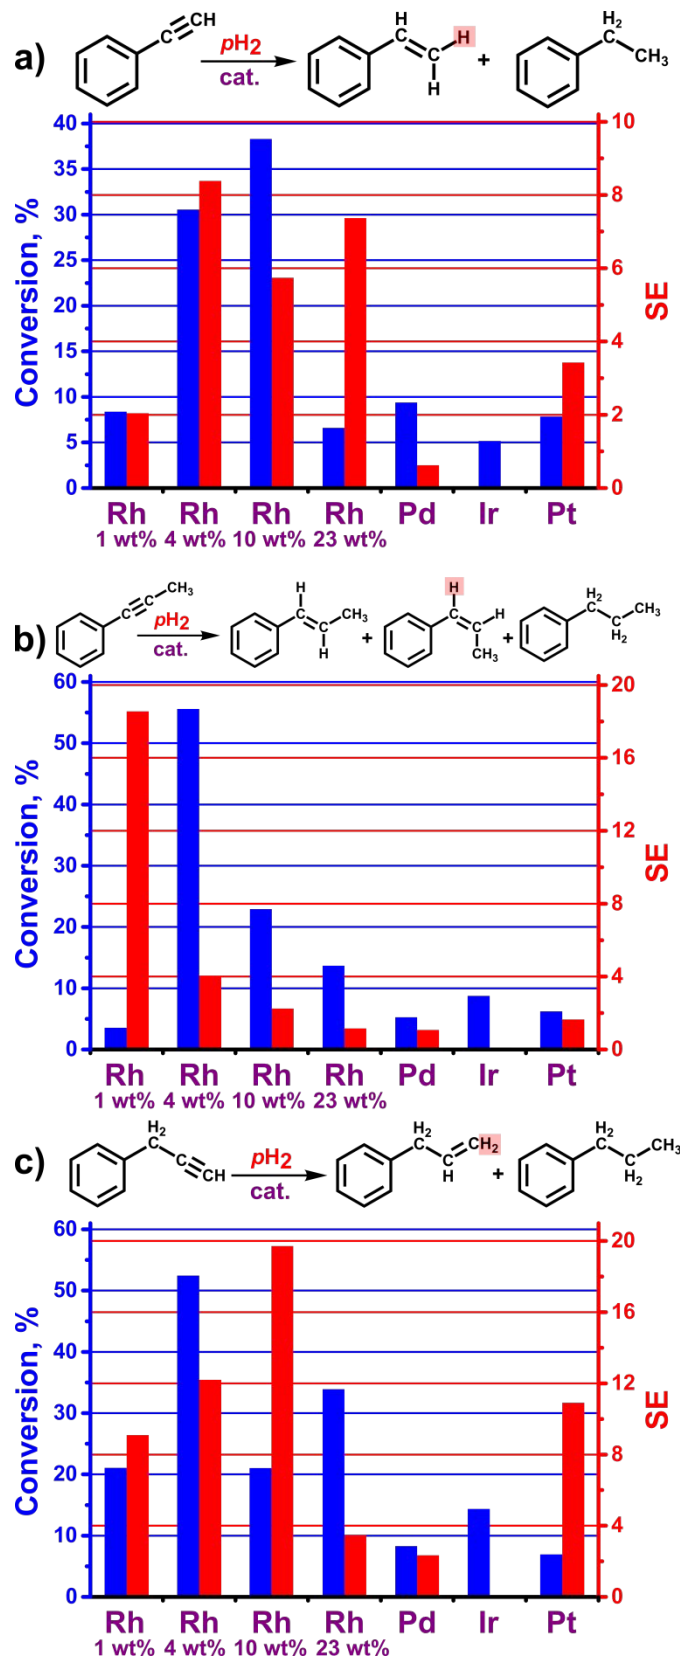 a)
CH
C
pH2
cat.
H
C
H
C
H
+
H2
C
CH3
Conversion, %
40
35
30
25
20
15
10
5
0
SE
10
8
6
4
2
0
Rh Rh Rh Rh Pd Ir Pt
1 wt% 4 wt% 10 wt% 23 wt%
b)
CH3
C
C
pH2
cat.
H
C
CH3
C
H
+
H
C
H
C
CH3
+
H2
C
CH3
C
H2
Conversion, %
60
50
40
30
20
10
0
SE
20
16
12
8
4
0
Rh Rh Rh Rh Pd Ir Pt
1 wt% 4 wt% 10 wt% 23 wt%
c)
H2
C
C
CH
pH2
cat.
H2
C
CH2
C
H
+
H2
C
CH3
C
H2
Conversion, %
60
50
40
30
20
10
0
SE
20
16
12
8
4
0
Rh Rh Rh Rh Pd Ir Pt
1 wt% 4 wt% 10 wt% 23 wt%